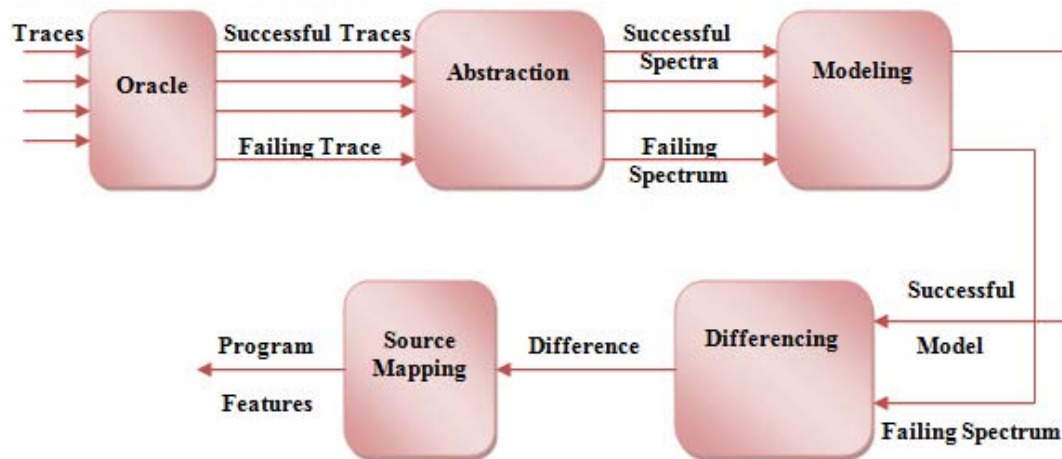 Traces
Oracle
Successful Traces
Failing Trace
Abstraction
Successful
Spectra
Failing
Spectrum
Modeling
Successful
Model
Failing Spectrum
Differencing
Difference
Source
Mapping
Program
Features